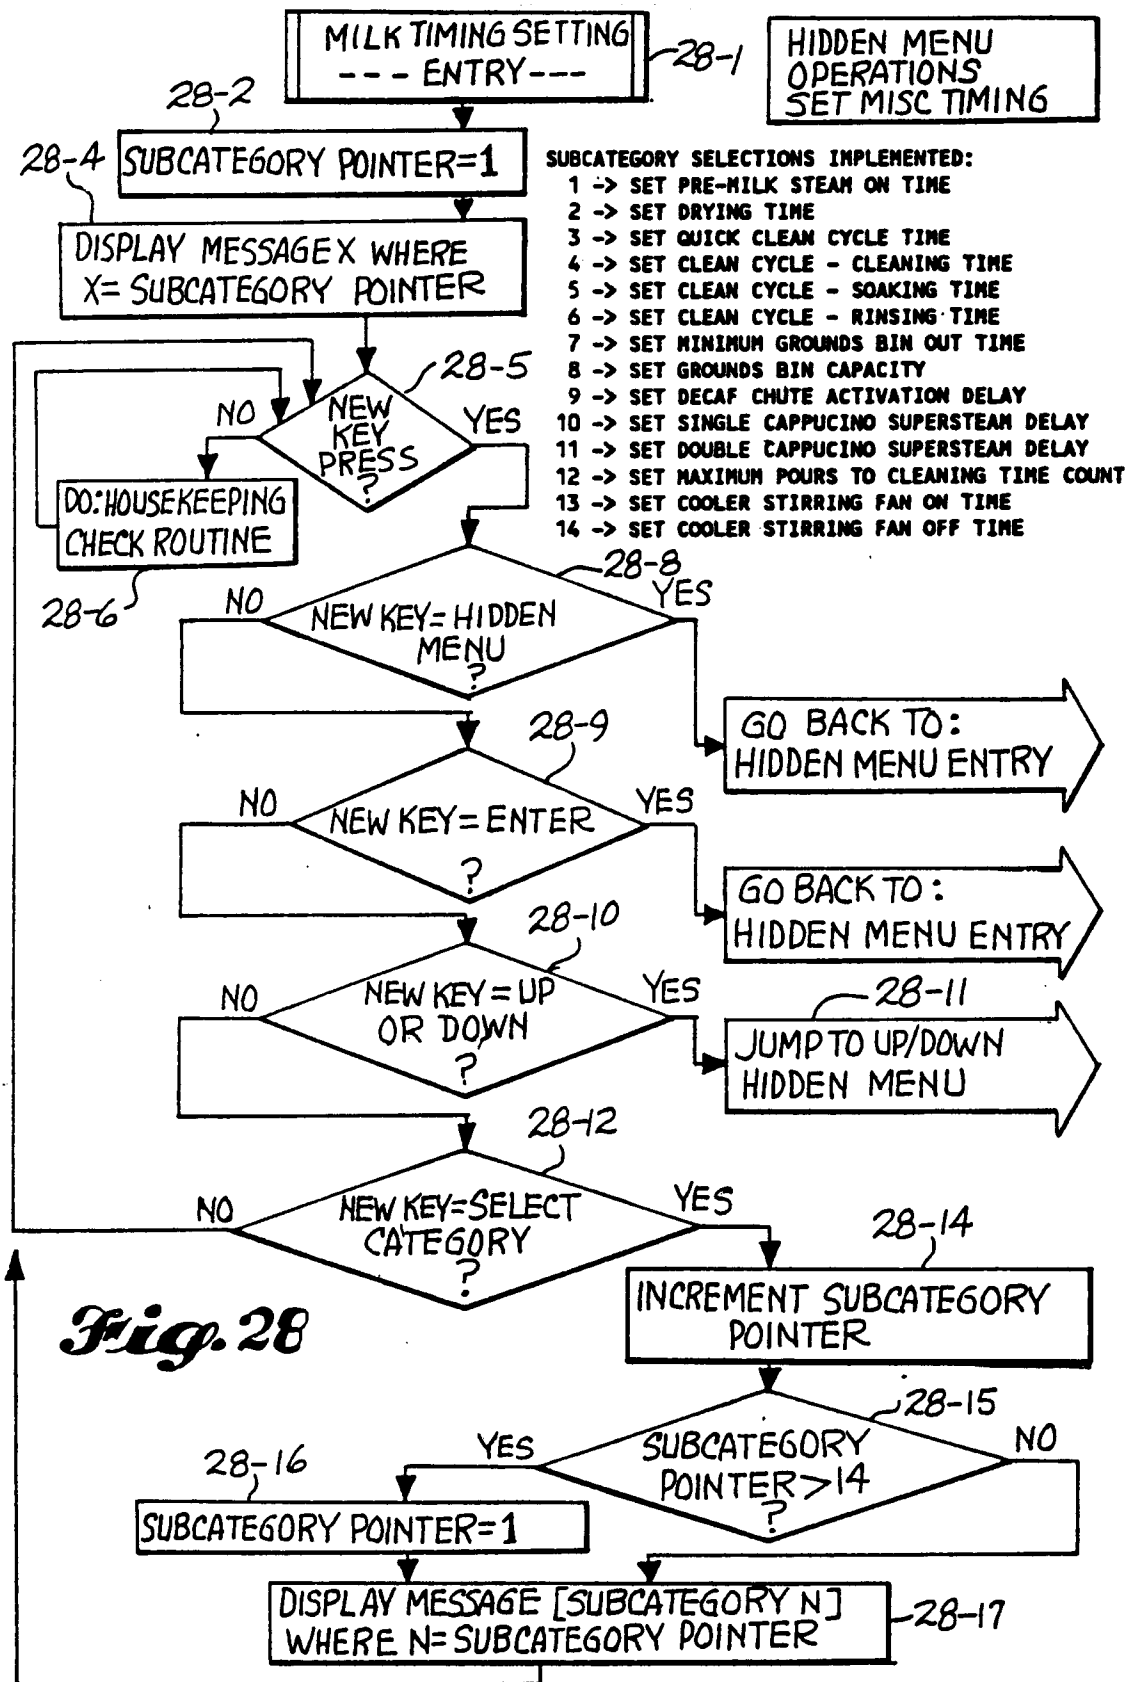 MILK TIMING SETTING
--- ENTRY---
28-1
HIDDEN MENU
OPERATIONS
SET MISC TIMING
28-2
SUBCATEGORY POINTER=1
28-4
DISPLAY MESSAGE X WHERE
X= SUBCATEGORY POINTER
SUBCATEGORY SELECTIONS IMPLEMENTED:
1 -> SET PRE-MILK STEAM ON TIME
2 -> SET DRYING TIME
3 -> SET QUICK CLEAN CYCLE TIME
4 -> SET CLEAN CYCLE - CLEANING TIME
5 -> SET CLEAN CYCLE - SOAKING TIME
6 -> SET CLEAN CYCLE - RINSING TIME
7 -> SET MINIMUM GROUNDS BIN OUT TIME
8 -> SET GROUNDS BIN CAPACITY
9 -> SET DECAF CHUTE ACTIVATION DELAY
10 -> SET SINGLE CAPPUCINO SUPERSTEAM DELAY
11 -> SET DOUBLE CAPPUCINO SUPERSTEAM DELAY
12 -> SET MAXIMUM POURS TO CLEANING TIME COUNT
13 -> SET COOLER STIRRING FAN ON TIME
14 -> SET COOLER STIRRING FAN OFF TIME
28-5
NO
NEW
KEY
PRESS
?
YES
DO:HOUSEKEEPING
CHECK ROUTINE
28-6
28-8
NO
NEW KEY=HIDDEN
MENU
?
YES
GO BACK TO:
HIDDEN MENU ENTRY
28-9
NO
NEW KEY=ENTER
?
YES
GO BACK TO:
HIDDEN MENU ENTRY
28-10
NO
NEW KEY=UP
OR DOWN
?
YES
28-11
JUMP TO UP/DOWN
HIDDEN MENU
28-12
NO
NEW KEY=SELECT
CATEGORY
?
YES
28-14
INCREMENT SUBCATEGORY
POINTER
Fig. 28
28-15
YES
SUBCATEGORY
POINTER>14
?
NO
28-16
SUBCATEGORY POINTER=1
DISPLAY MESSAGE [SUBCATEGORY N]
WHERE N=SUBCATEGORY POINTER
28-17